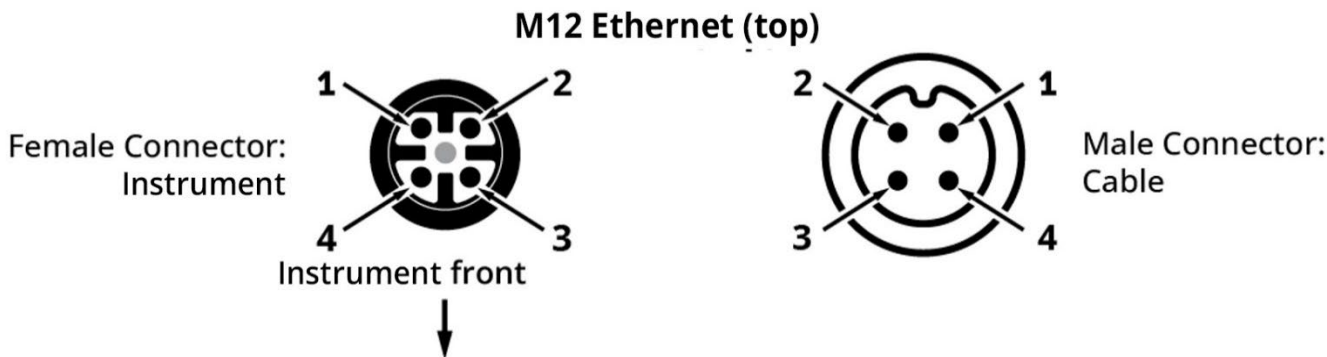 M12 Ethernet (top)
1
2
2
1
Female Connector:
Instrument
Male Connector:
Cable
4
3
3
4
Instrument front